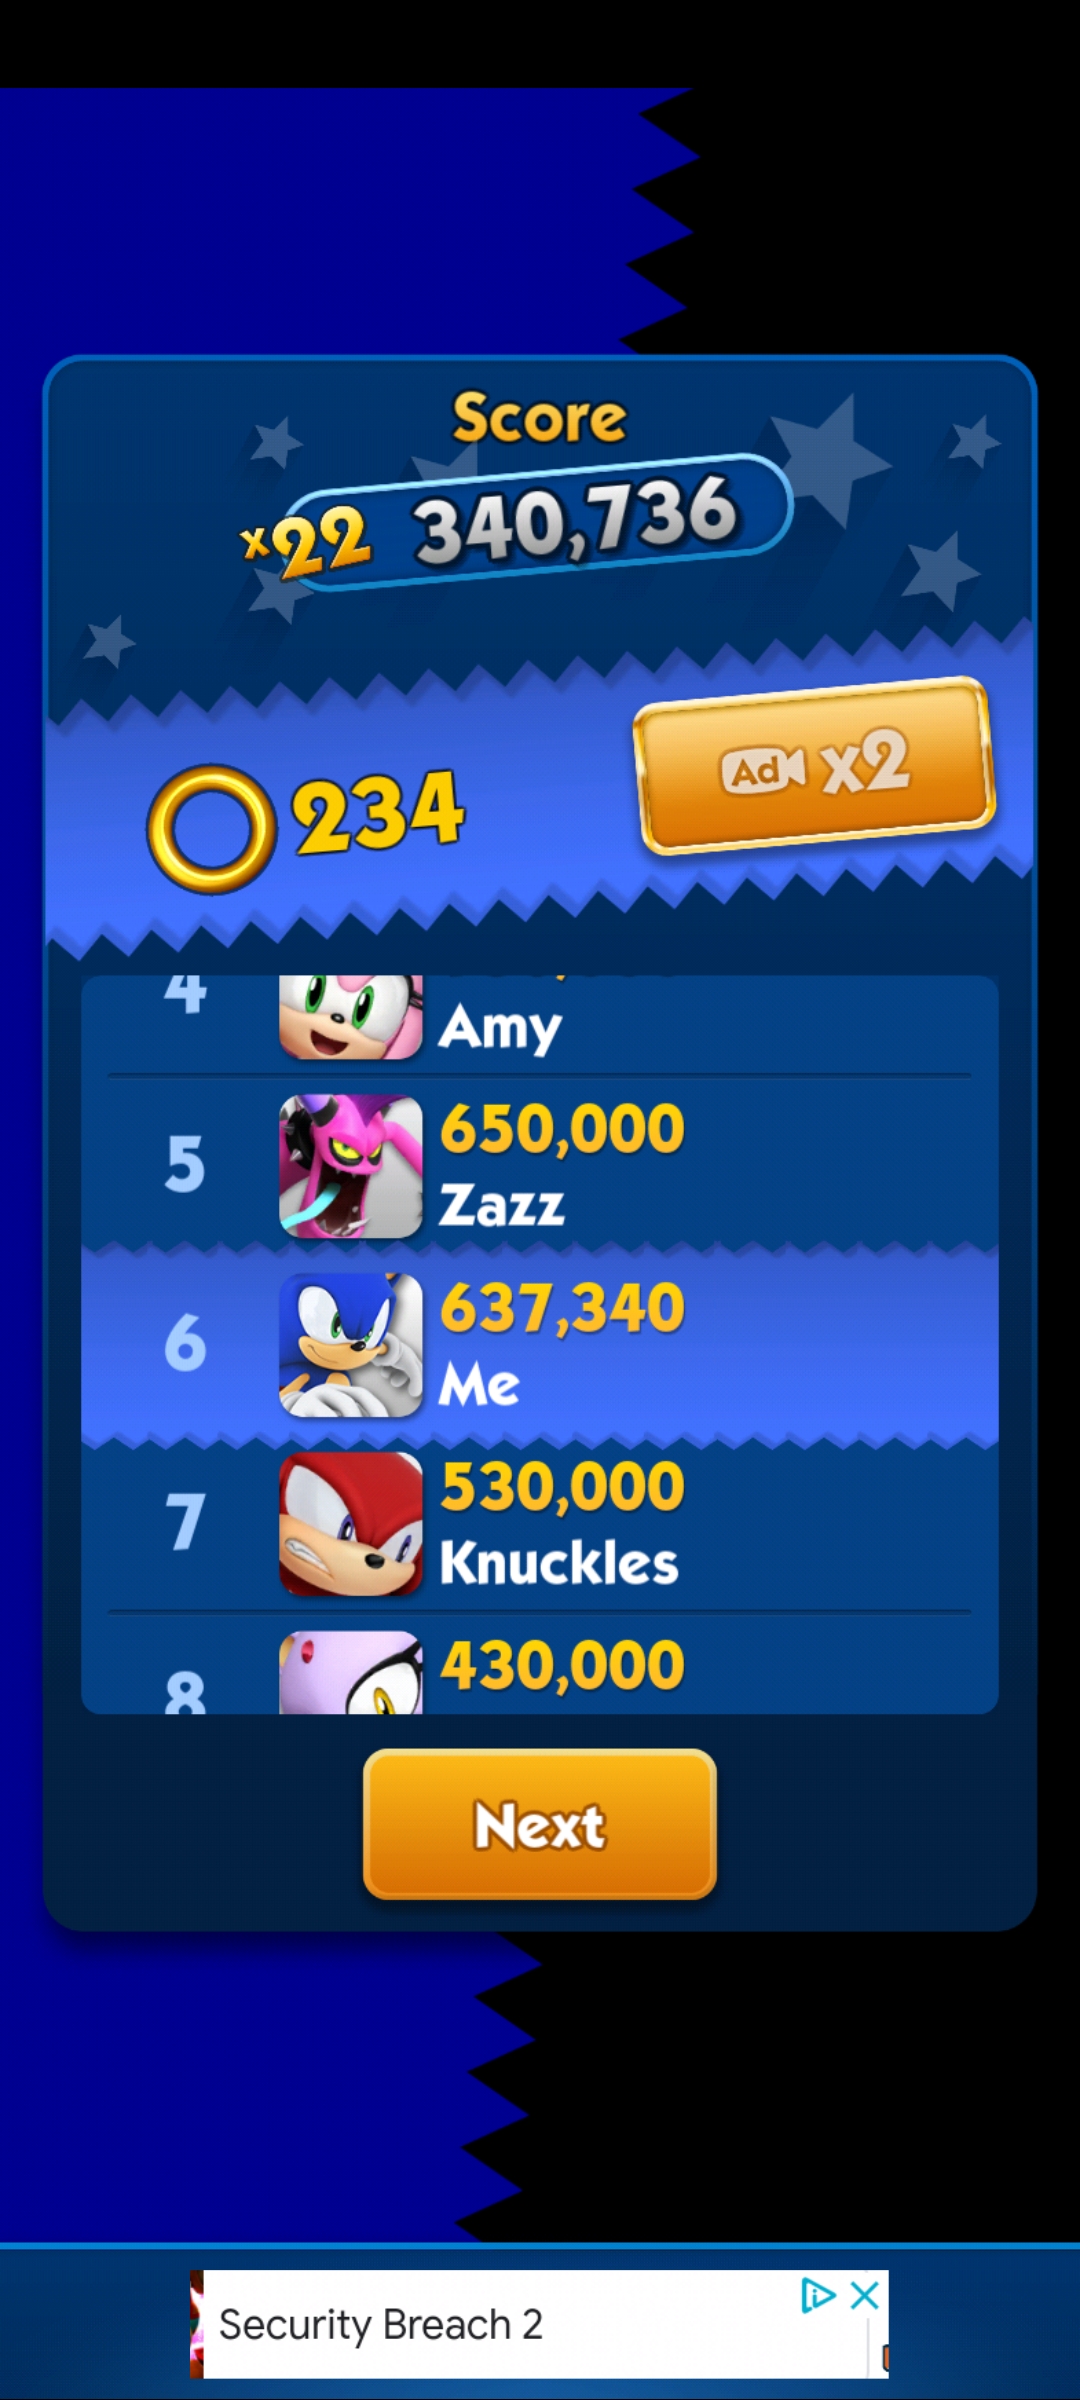 Score
x22 340,736
234
Ad x2
4
Amy
5
650,000
Zazz
6
637,340
Me
7
530,000
Knuckles
8
430,000
Next
Security Breach 2